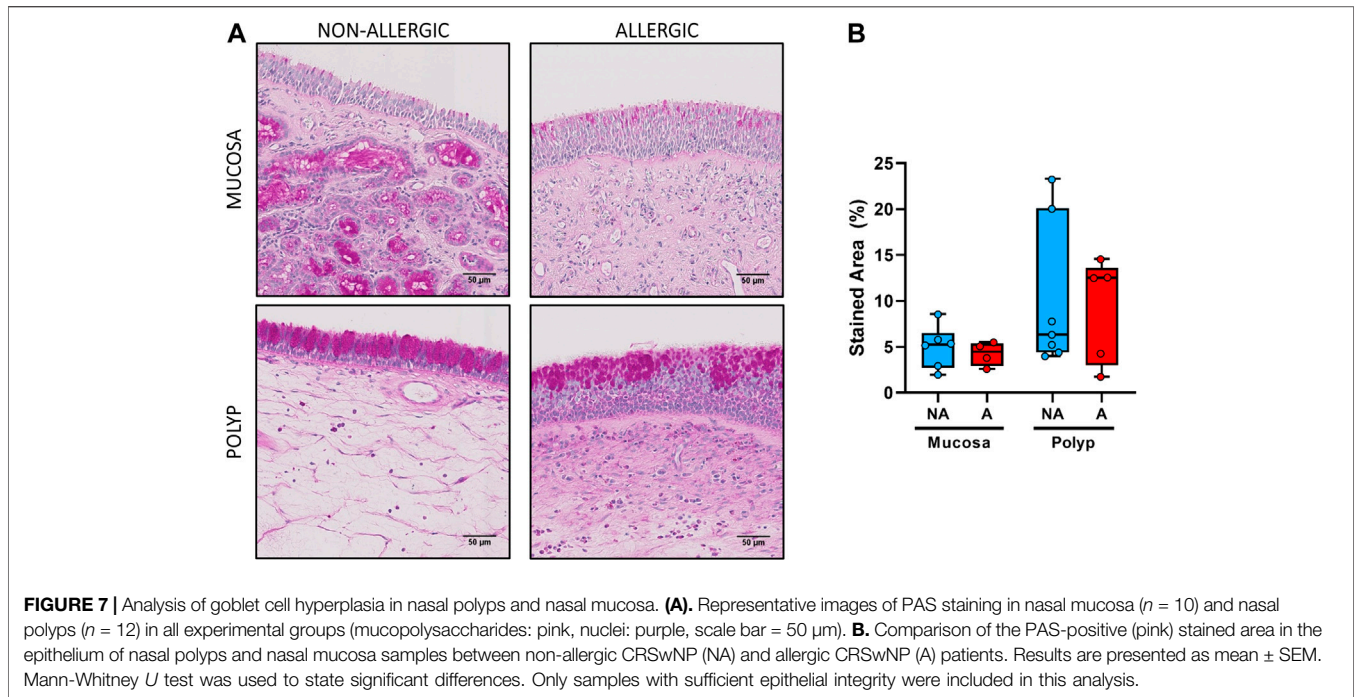 A
NON-ALLERGIC
ALLERGIC
MUCOSA
50 µm
50 µm
POLYP
50 µm
50 µm
B
Stained Area (%)
25
20
15
10
5
0
NA
A
NA
A
Mucosa
Polyp
FIGURE 7 | Analysis of goblet cell hyperplasia in nasal polyps and nasal mucosa. (A). Representative images of PAS staining in nasal mucosa (n = 10) and nasal
polyps (n = 12) in all experimental groups (mucopolysaccharides: pink, nuclei: purple, scale bar = 50 µm). B. Comparison of the PAS-positive (pink) stained area in the
epithelium of nasal polyps and nasal mucosa samples between non-allergic CRSwNP (NA) and allergic CRSwNP (A) patients. Results are presented as mean ± SEM.
Mann-Whitney U test was used to state significant differences. Only samples with sufficient epithelial integrity were included in this analysis.